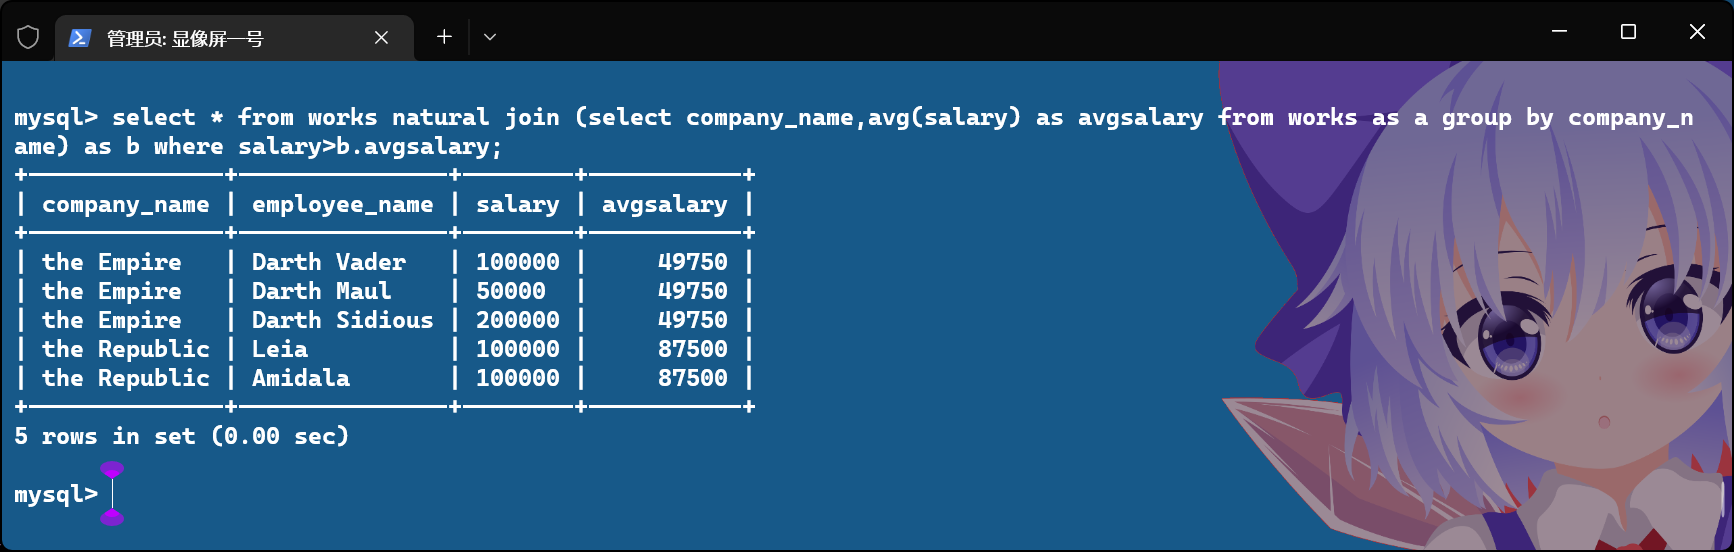 管理员: 显像屏一号
mysql> select * from works natural join (select company_name,avg(salary) as avgsalary from works as a group by company_n
ame) as b where salary>b.avgsalary;
+--------------+---------------+--------+-----------+
| company_name | employee_name | salary | avgsalary |
+--------------+---------------+--------+-----------+
| the Empire   | Darth Vader   | 100000 |     49750 |
| the Empire   | Darth Maul    | 50000  |     49750 |
| the Empire   | Darth Sidious | 200000 |     49750 |
| the Republic | Leia          | 100000 |     87500 |
| the Republic | Amidala       | 100000 |     87500 |
+--------------+---------------+--------+-----------+
5 rows in set (0.00 sec)
mysql>